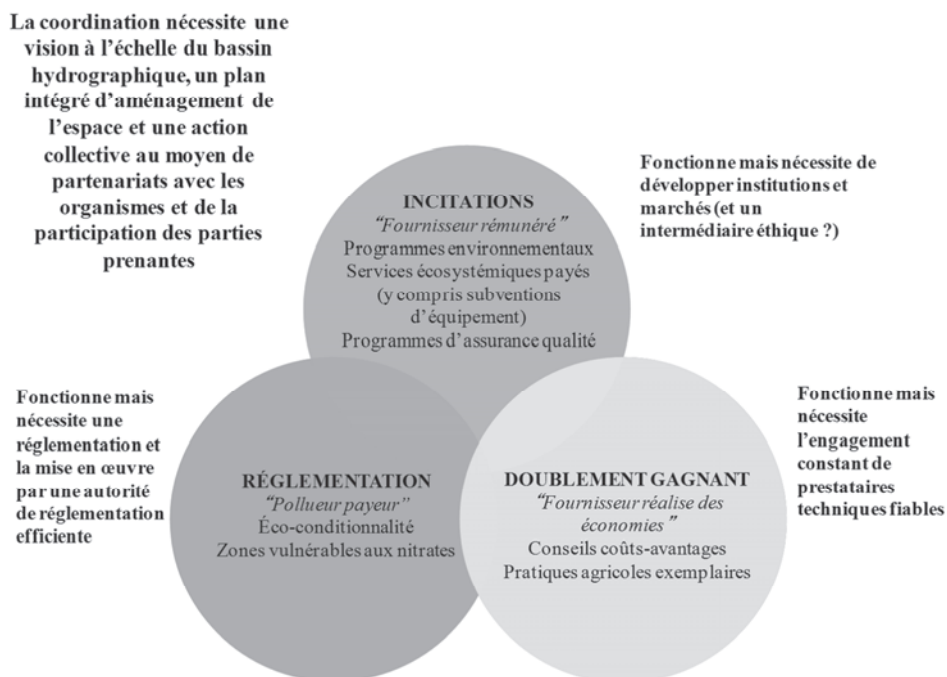 La coordination nécessite une
vision à l'échelle du bassin
hydrographique, un plan
intégré d'aménagement de
l'espace et une action
collective au moyen de
partenariats avec les
organismes et de la
participation des parties
prenantes
INCITATIONS
"Fournisseur rémunéré"
Programmes environnementaux
Services écosystémiques payés
(y compris subventions
d'équipement)
Programmes d'assurance qualité
Fonctionne mais nécessite de
développer institutions et
marchés (et un
intermédiaire éthique ?)
Fonctionne mais
nécessite une
réglementation et
la mise en œuvre
par une autorité
de réglementation
efficiente
RÉGLEMENTATION
"Pollueur payeur"
Éco-conditionnalité
Zones vulnérables aux nitrates
DOUBLEMENT GAGNANT
"Fournisseur réalise des
économies"
Conseils coûts-avantages
Pratiques agricoles exemplaires
Fonctionne mais
nécessite
l'engagement
constant de
prestataires
techniques fiables